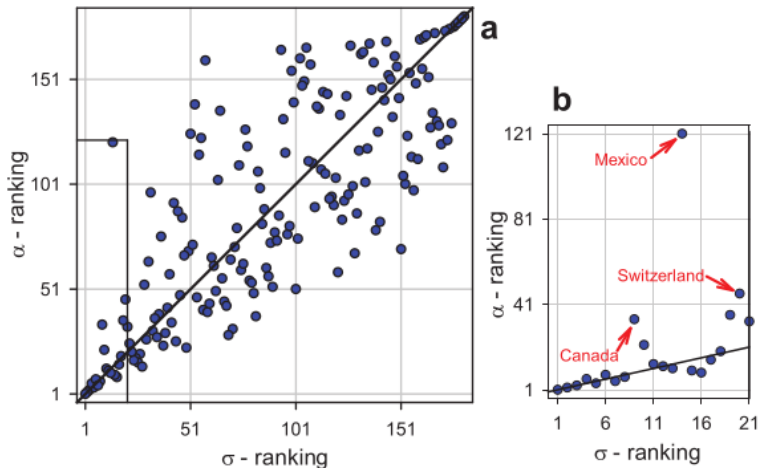 a
151
101
51
1
α - ranking
1
51
101
151
σ - ranking
b
121
81
41
1
α - ranking
Mexico
Switzerland
Canada
1
6
11
16
21
σ - ranking